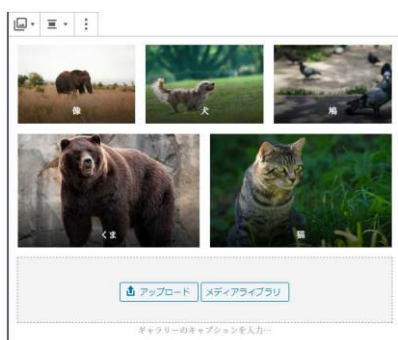 像
犬
鳩
くま
猫
アップロード
メディアライブラリ
ギャラリーのキャプションを入力…